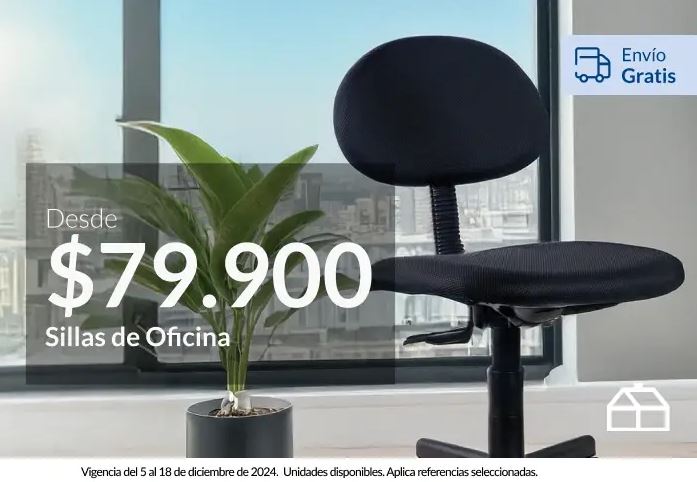 Envío
Gratis
Desde
$79.900
Sillas de Oficina
Vigencia del 5 al 18 de diciembre de 2024. Unidades disponibles. Aplica referencias seleccionadas.